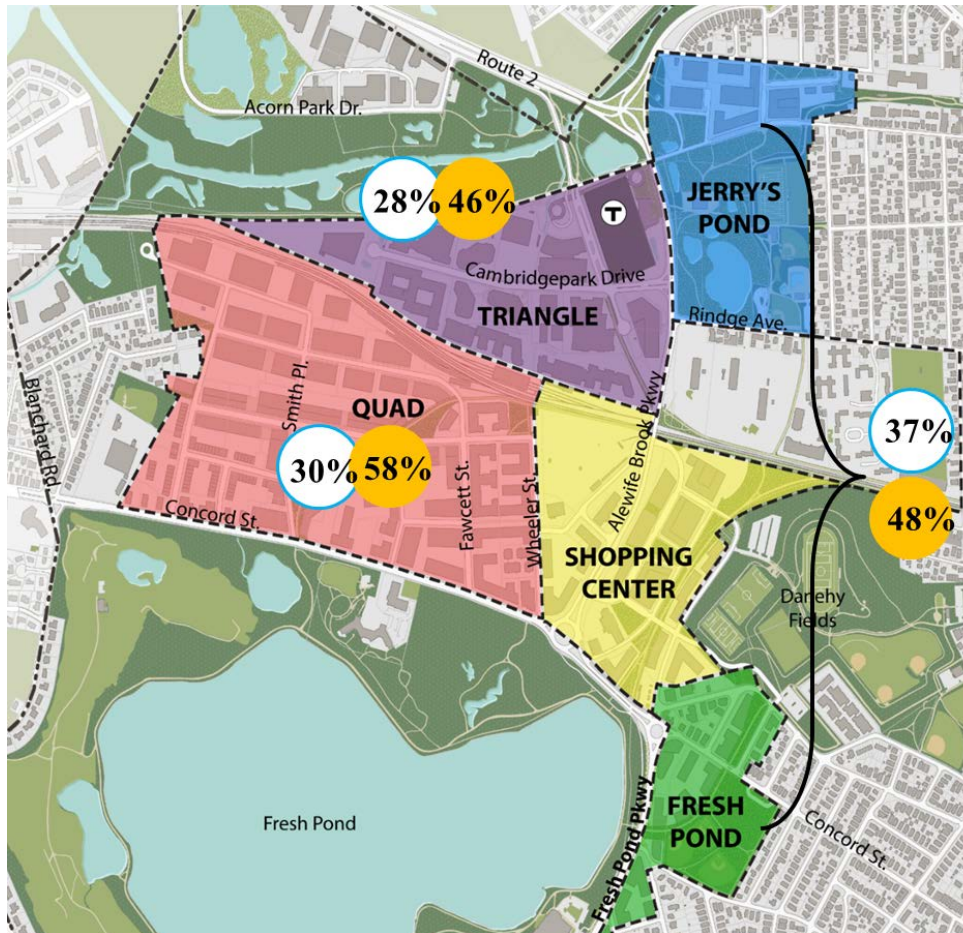 Route 2
Acorn Park Dr.
28% 46%
T
JERRY'S
POND
Cambridgepark Drive
TRIANGLE
Rindge Ave.
Blanchard Rd
Smith Pl.
QUAD
30% 58%
Alewife Brook Pkwy
37%
48%
Concord St.
Fawcett St.
Wheeler St.
SHOPPING
CENTER
Danehy
Fields
Fresh Pond
Fresh Pond Pkwy
FRESH
POND
Concord St.